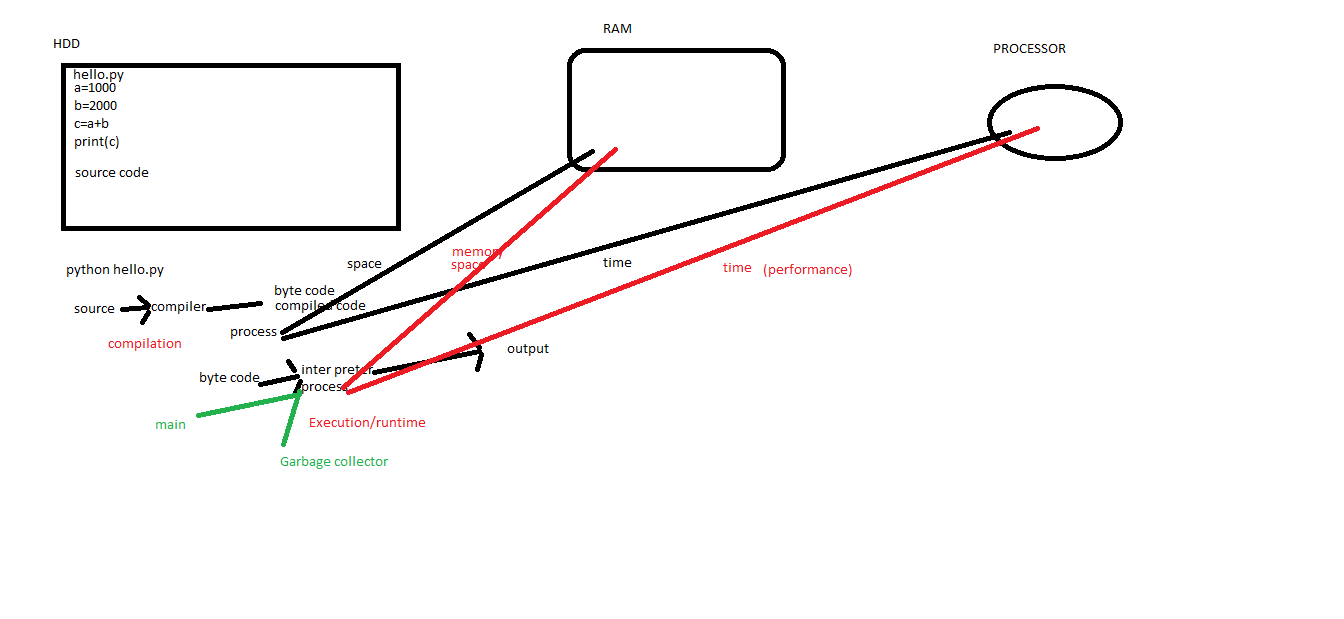 HDD
RAM
PROCESSOR
hello.py
a=1000
b=2000
c=a+b
print(c)
source code
python hello.py
space
memory
space
time
time (performance)
source
compiler
byte code
compiled code
compilation
process
output
byte code
inter preter
process
main
Execution/runtime
Garbage collector